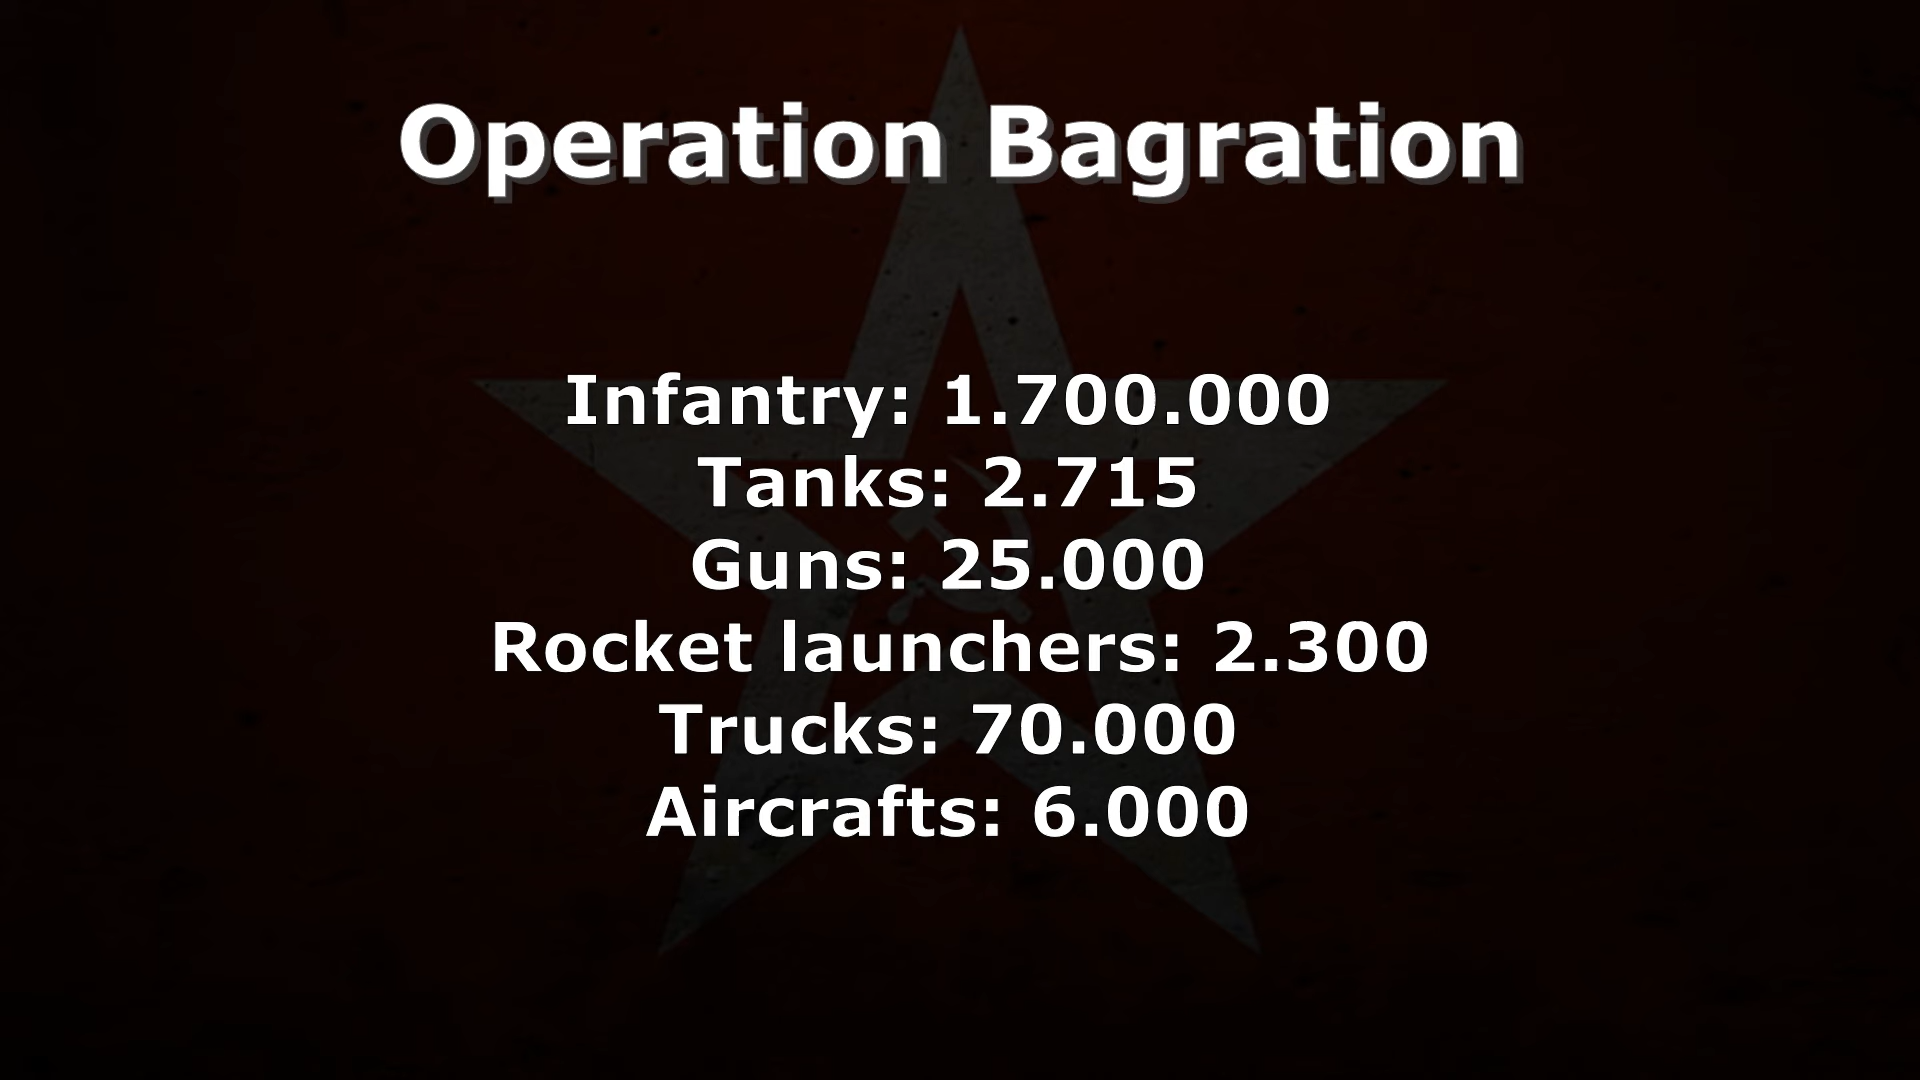 Operation Bagration
Infantry: 1.700.000
Tanks: 2.715
Guns: 25.000
Rocket launchers: 2.300
Trucks: 70.000
Aircrafts: 6.000